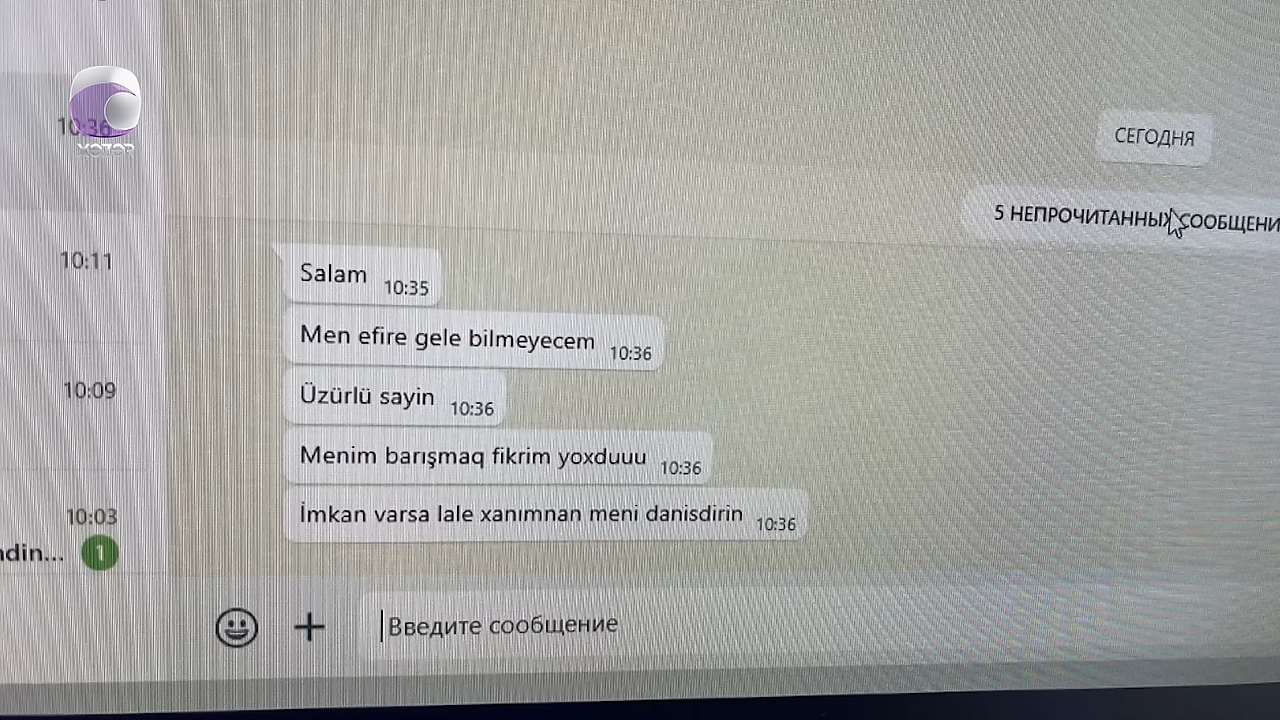 10:36
СЕГОДНЯ
5 НЕПРОЧИТАННЫХ СООБЩЕНИ
10:11
Salam 10:35
Men efire gele bilmeyecem 10:36
10:09
Üzürlü sayin 10:36
Menim barışmaq fikrim yoxduuu 10:36
10:03
İmkan varsa lale xanımnan meni danisdirin 10:36
ndin... 1
Введите сообщение